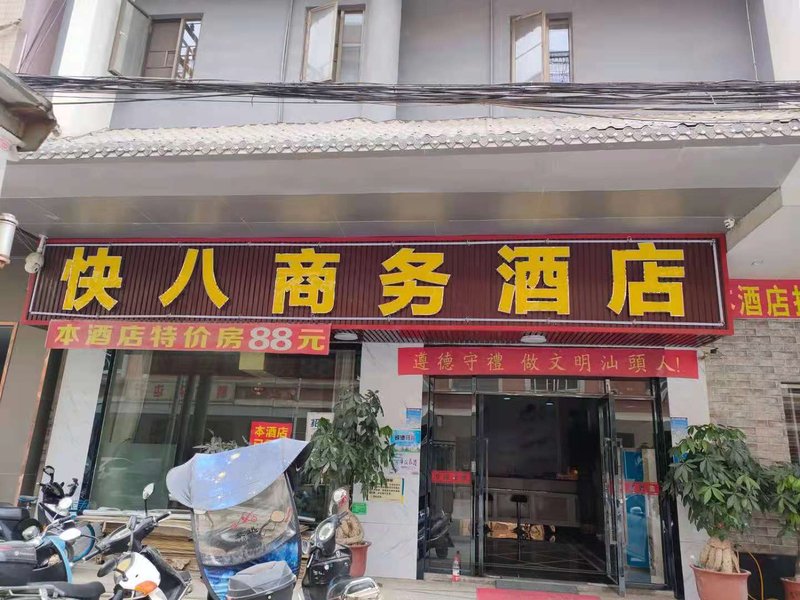 快八商务酒店
本酒店特价房88元
遵德守禮 做文明汕頭人!
本酒店